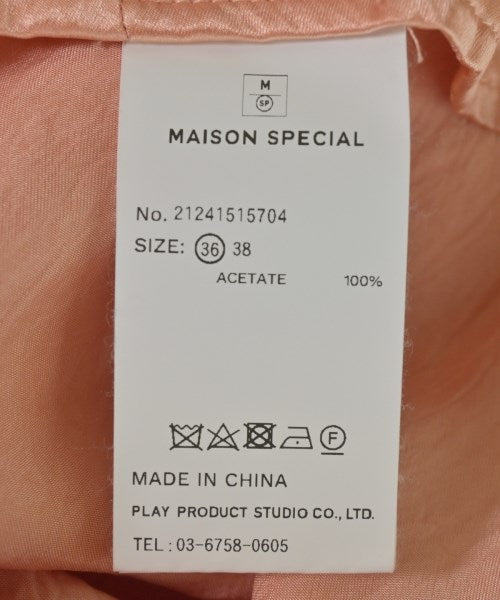 M
SP
MAISON SPECIAL
No. 21241515704
SIZE: 36 38
ACETATE 100%
F
MADE IN CHINA
PLAY PRODUCT STUDIO CO., LTD.
TEL : 03-6758-0605